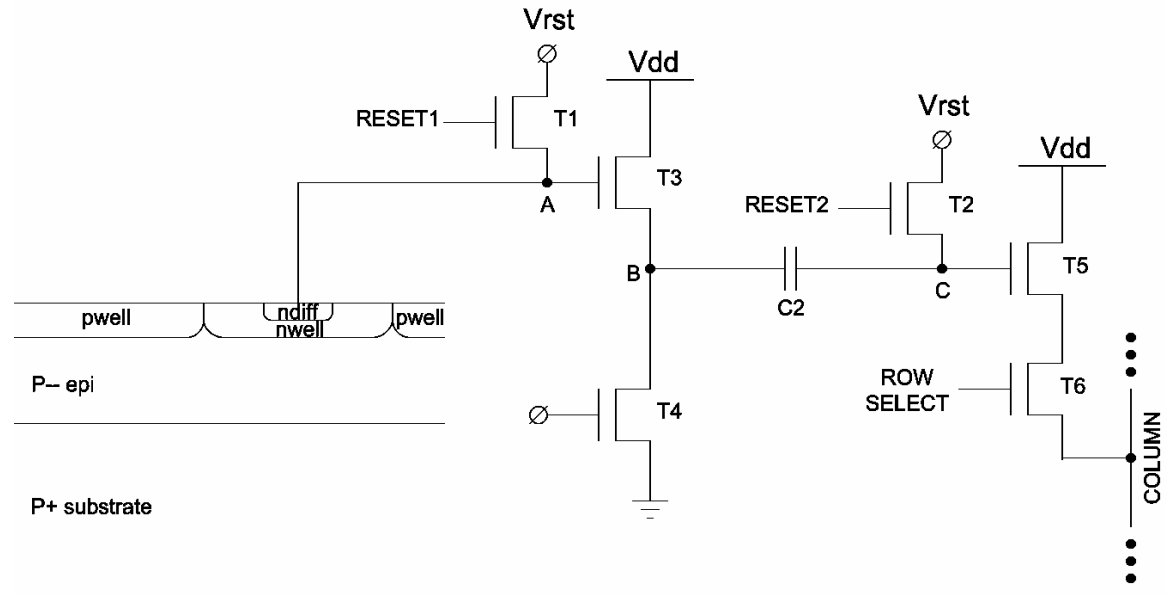 Vrst
Vdd
RESET1
T1
Vrst
Vdd
T3
A
RESET2
T2
B
T5
C
C2
ndiff
pwell
nwell
pwell
P-- epi
ROW
SELECT
T6
T4
COLUMN
P+ substrate